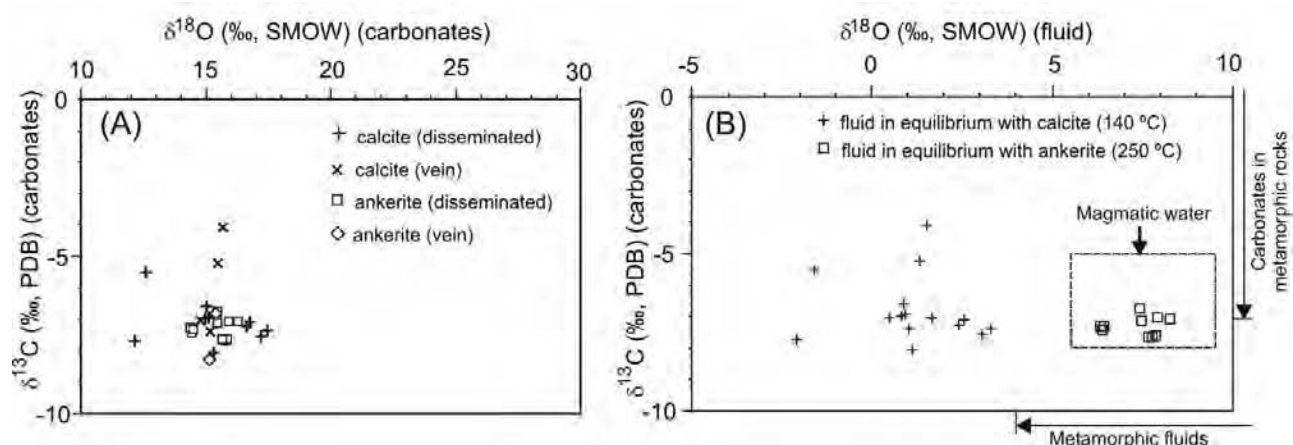 δ18O (‰, SMOW) (carbonates)
10 15 20 25 30
0
-5
-10
δ13C (‰, PDB) (carbonates)
(A)
+ calcite (disseminated)
× calcite (vein)
□ ankerite (disseminated)
◇ ankerite (vein)
δ18O (‰, SMOW) (fluid)
-5 0 5 10
0
-5
-10
δ13C (‰, PDB) (carbonates)
(B)
+ fluid in equilibrium with calcite (140 ºC)
□ fluid in equilibrium with ankerite (250 ºC)
Magmatic water
Carbonates in
metamorphic rocks
Metamorphic fluids